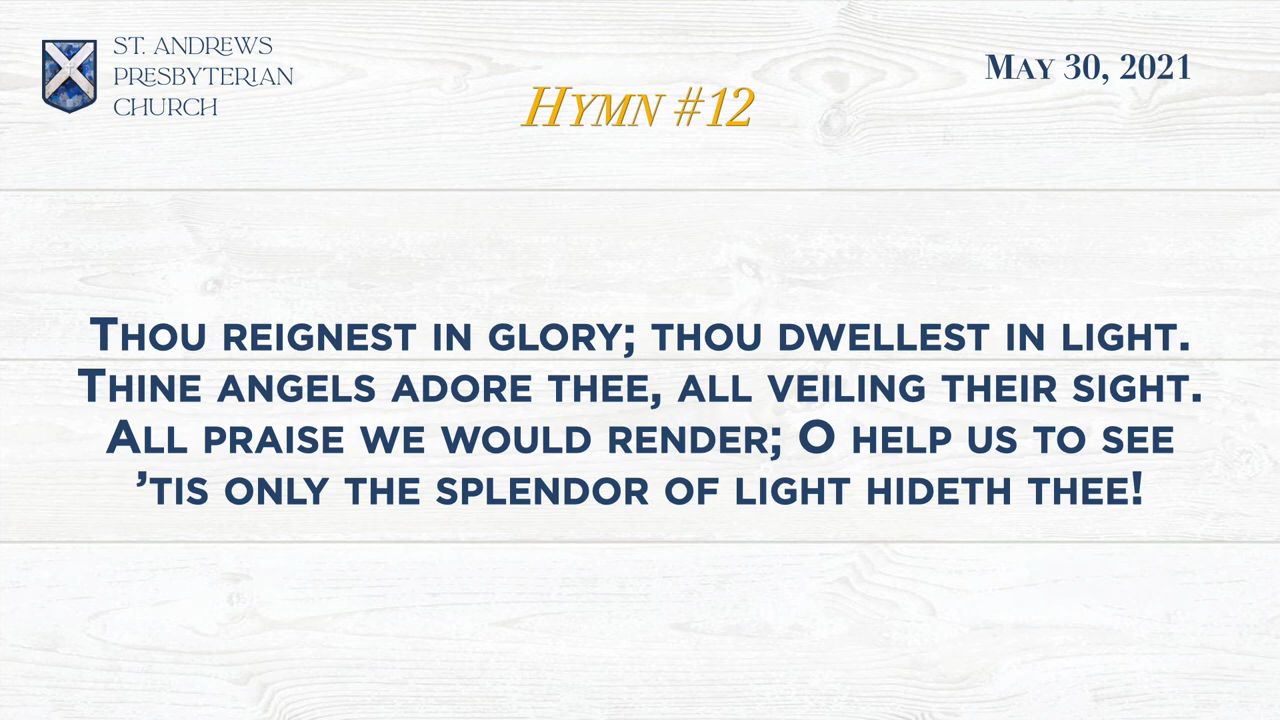 ST. ANDREWS
PRESBYTERIAN
CHURCH
May 30, 2021
Hymn #12
Thou reignest in glory; thou dwellest in light.
Thine angels adore thee, all veiling their sight.
All praise we would render; O help us to see
’tis only the splendor of light hideth thee!